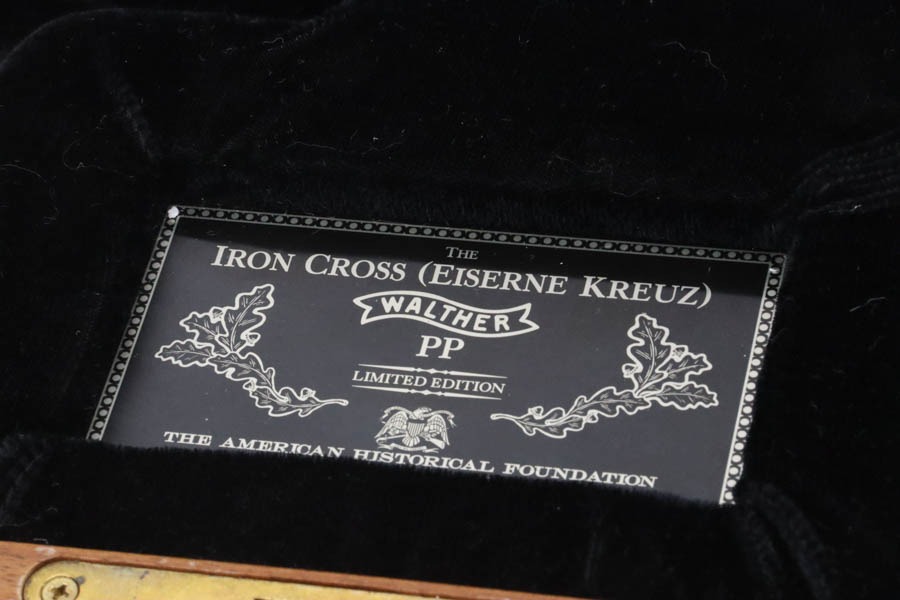 THE
IRON CROSS (EISERNE KREUZ)
WALTHER
PP
LIMITED EDITION
THE AMERICAN HISTORICAL FOUNDATION